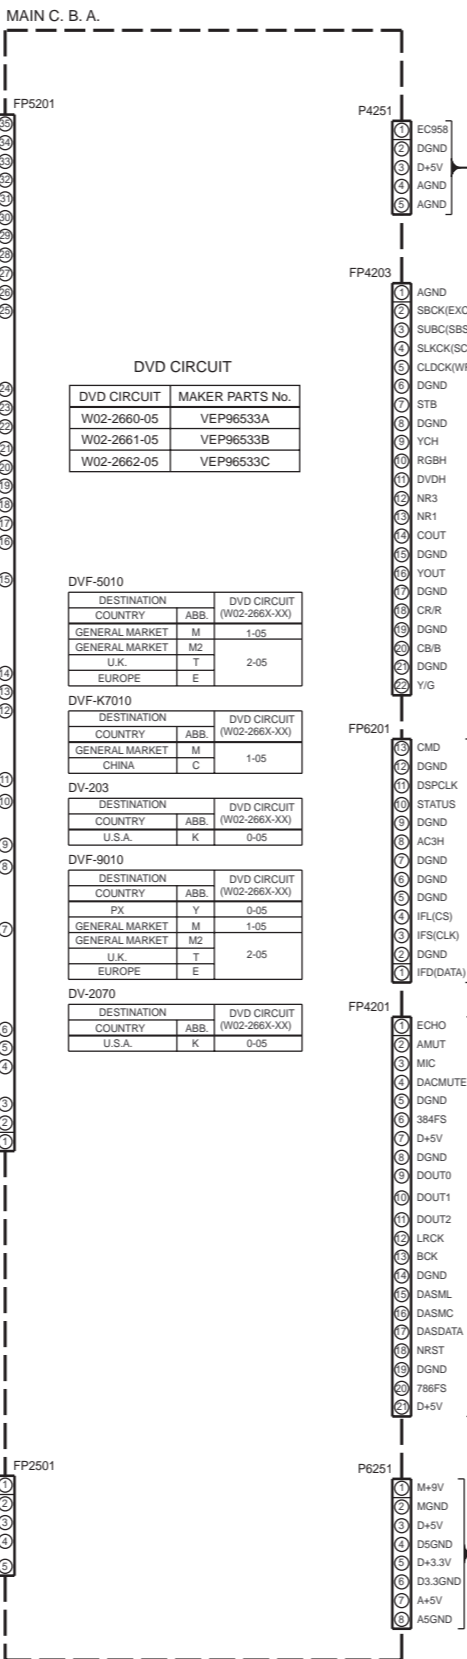 MAIN C. B. A.
FP5201
35
34
33
32
31
30
29
28
27
26
25
24
23
22
21
20
19
18
17
16
15
14
13
12
11
10
9
8
7
6
5
4
3
2
1
FP2501
1
2
3
4
5
DVD CIRCUIT
DVD CIRCUIT MAKER PARTS No.
W02-2660-05 VEP96533A
W02-2661-05 VEP96533B
W02-2662-05 VEP96533C
DVF-5010
DESTINATION DVD CIRCUIT
COUNTRY ABB. (W02-266X-XX)
GENERAL MARKET M 1-05
GENERAL MARKET M2
U.K. T 2-05
EUROPE E
DVF-K7010
DESTINATION DVD CIRCUIT
COUNTRY ABB. (W02-266X-XX)
GENERAL MARKET M 1-05
CHINA C
DV-203
DESTINATION DVD CIRCUIT
COUNTRY ABB. (W02-266X-XX)
U.S.A. K 0-05
DVF-9010
DESTINATION DVD CIRCUIT
COUNTRY ABB. (W02-266X-XX)
PX Y 0-05
GENERAL MARKET M 1-05
GENERAL MARKET M2
U.K. T 2-05
EUROPE E
DV-2070
DESTINATION DVD CIRCUIT
COUNTRY ABB. (W02-266X-XX)
U.S.A. K 0-05
P4251
1 EC958
2 DGND
3 D+5V
4 AGND
5 AGND
FP4203
1 AGND
2 SBCK(EXC
3 SUBC(SBS
4 SLKCK(SC
5 CLDCK(WF
6 DGND
7 STB
8 DGND
9 YCH
10 RGBH
11 DVDH
12 NR3
13 NR1
14 COUT
15 DGND
16 YOUT
17 DGND
18 CR/R
19 DGND
20 CB/B
21 DGND
22 Y/G
FP6201
13 CMD
12 DGND
11 DSPCLK
10 STATUS
9 DGND
8 AC3H
7 DGND
6 DGND
5 DGND
4 IFL(CS)
3 IFS(CLK)
2 DGND
1 IFD(DATA)
FP4201
1 ECHO
2 AMUT
3 MIC
4 DACMUTE
5 DGND
6 384FS
7 D+5V
8 DGND
9 DOUT0
10 DOUT1
11 DOUT2
12 LRCK
13 BCK
14 DGND
15 DASML
16 DASMC
17 DASDATA
18 NRST
19 DGND
20 786FS
21 D+5V
P6251
1 M+9V
2 MGND
3 D+5V
4 D5GND
5 D+3.3V
6 D3.3GND
7 A+5V
8 A5GND